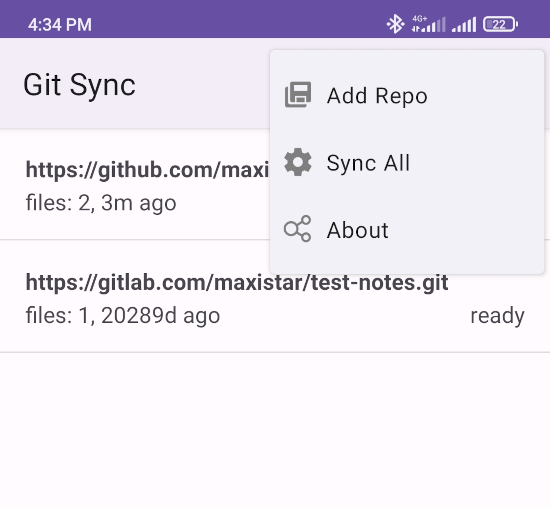 4:34 PM 4G+ 22
Git Sync
Add Repo
Sync All
About
https://github.com/maxi
files: 2, 3m ago
https://gitlab.com/maxistar/test-notes.git
files: 1, 20289d ago ready